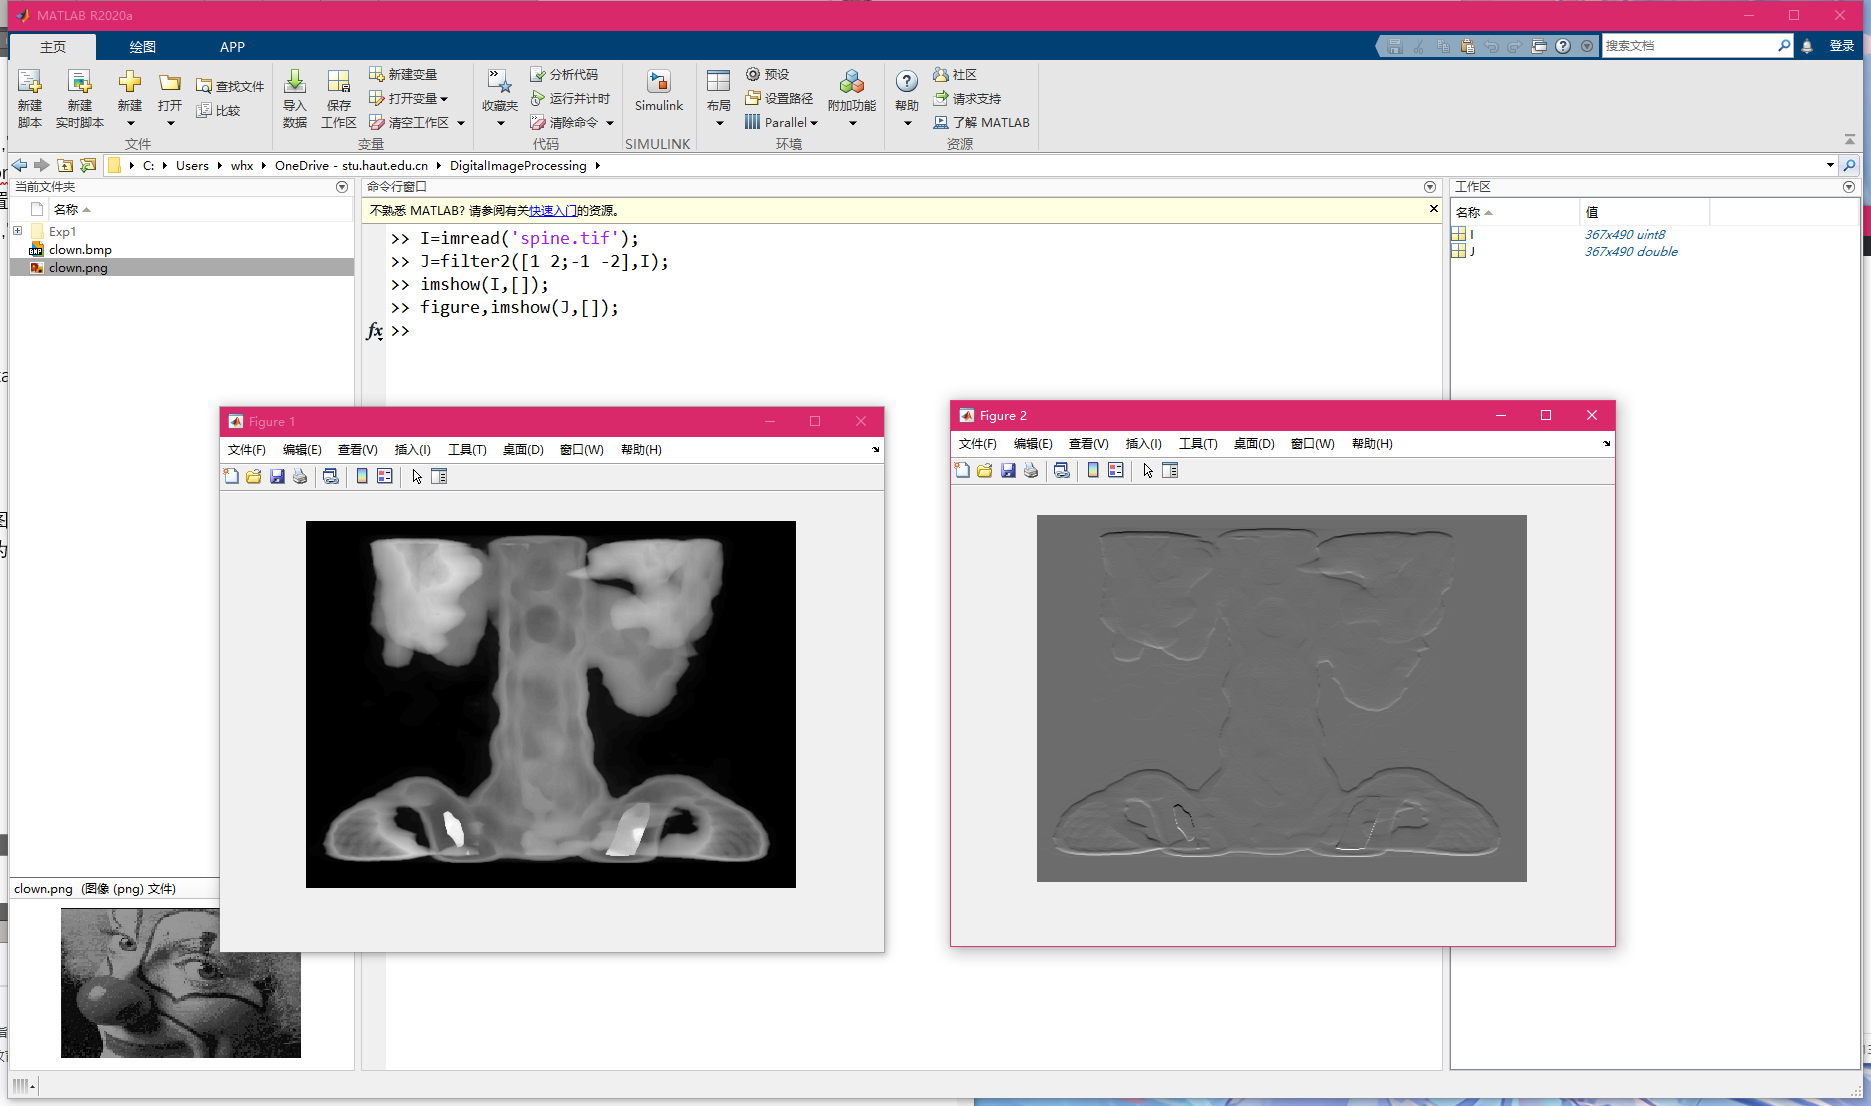 MATLAB R2020a
主页 绘图 APP
搜索文档 登录
新建脚本 新建实时脚本 新建 打开 查找文件 比较
导入数据 保存工作区 新建变量 打开变量 清空工作区
收藏夹 分析代码 运行并计时 清除命令
Simulink
布局 预设 设置路径 Parallel 附加功能
帮助 社区 请求支持 了解 MATLAB
文件 变量 代码 SIMULINK 环境 资源
C: Users whx OneDrive - stu.haut.edu.cn DigitalImageProcessing
当前文件夹
名称
Exp1
clown.bmp
clown.png
命令行窗口
不熟悉 MATLAB? 请参阅有关快速入门的资源。
>> I=imread('spine.tif');
>> J=filter2([1 2;-1 -2],I);
>> imshow(I,[]);
>> figure,imshow(J,[]);
fx >>
工作区
名称 值
I 367x490 uint8
J 367x490 double
Figure 1
文件(F) 编辑(E) 查看(V) 插入(I) 工具(T) 桌面(D) 窗口(W) 帮助(H)
Figure 2
文件(F) 编辑(E) 查看(V) 插入(I) 工具(T) 桌面(D) 窗口(W) 帮助(H)
clown.png (图像 (png) 文件)